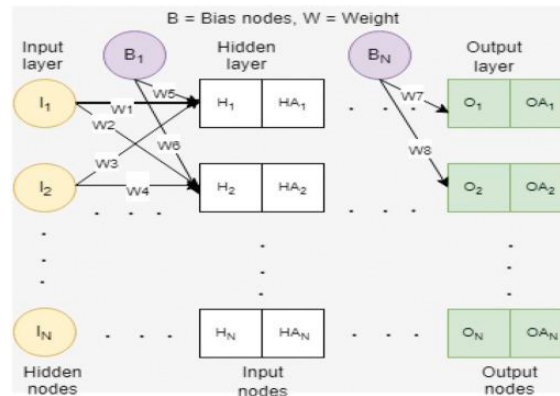 B = Bias nodes, W = Weight
Input layer
Hidden layer
Output layer
B1
BN
I1
W5
W1
W2
H1 HA1
W7
O1 OA1
W3
W6
W8
I2
W4
H2 HA2
O2 OA2
IN
HN HAN
ON OAN
Hidden nodes
Input nodes
Output nodes